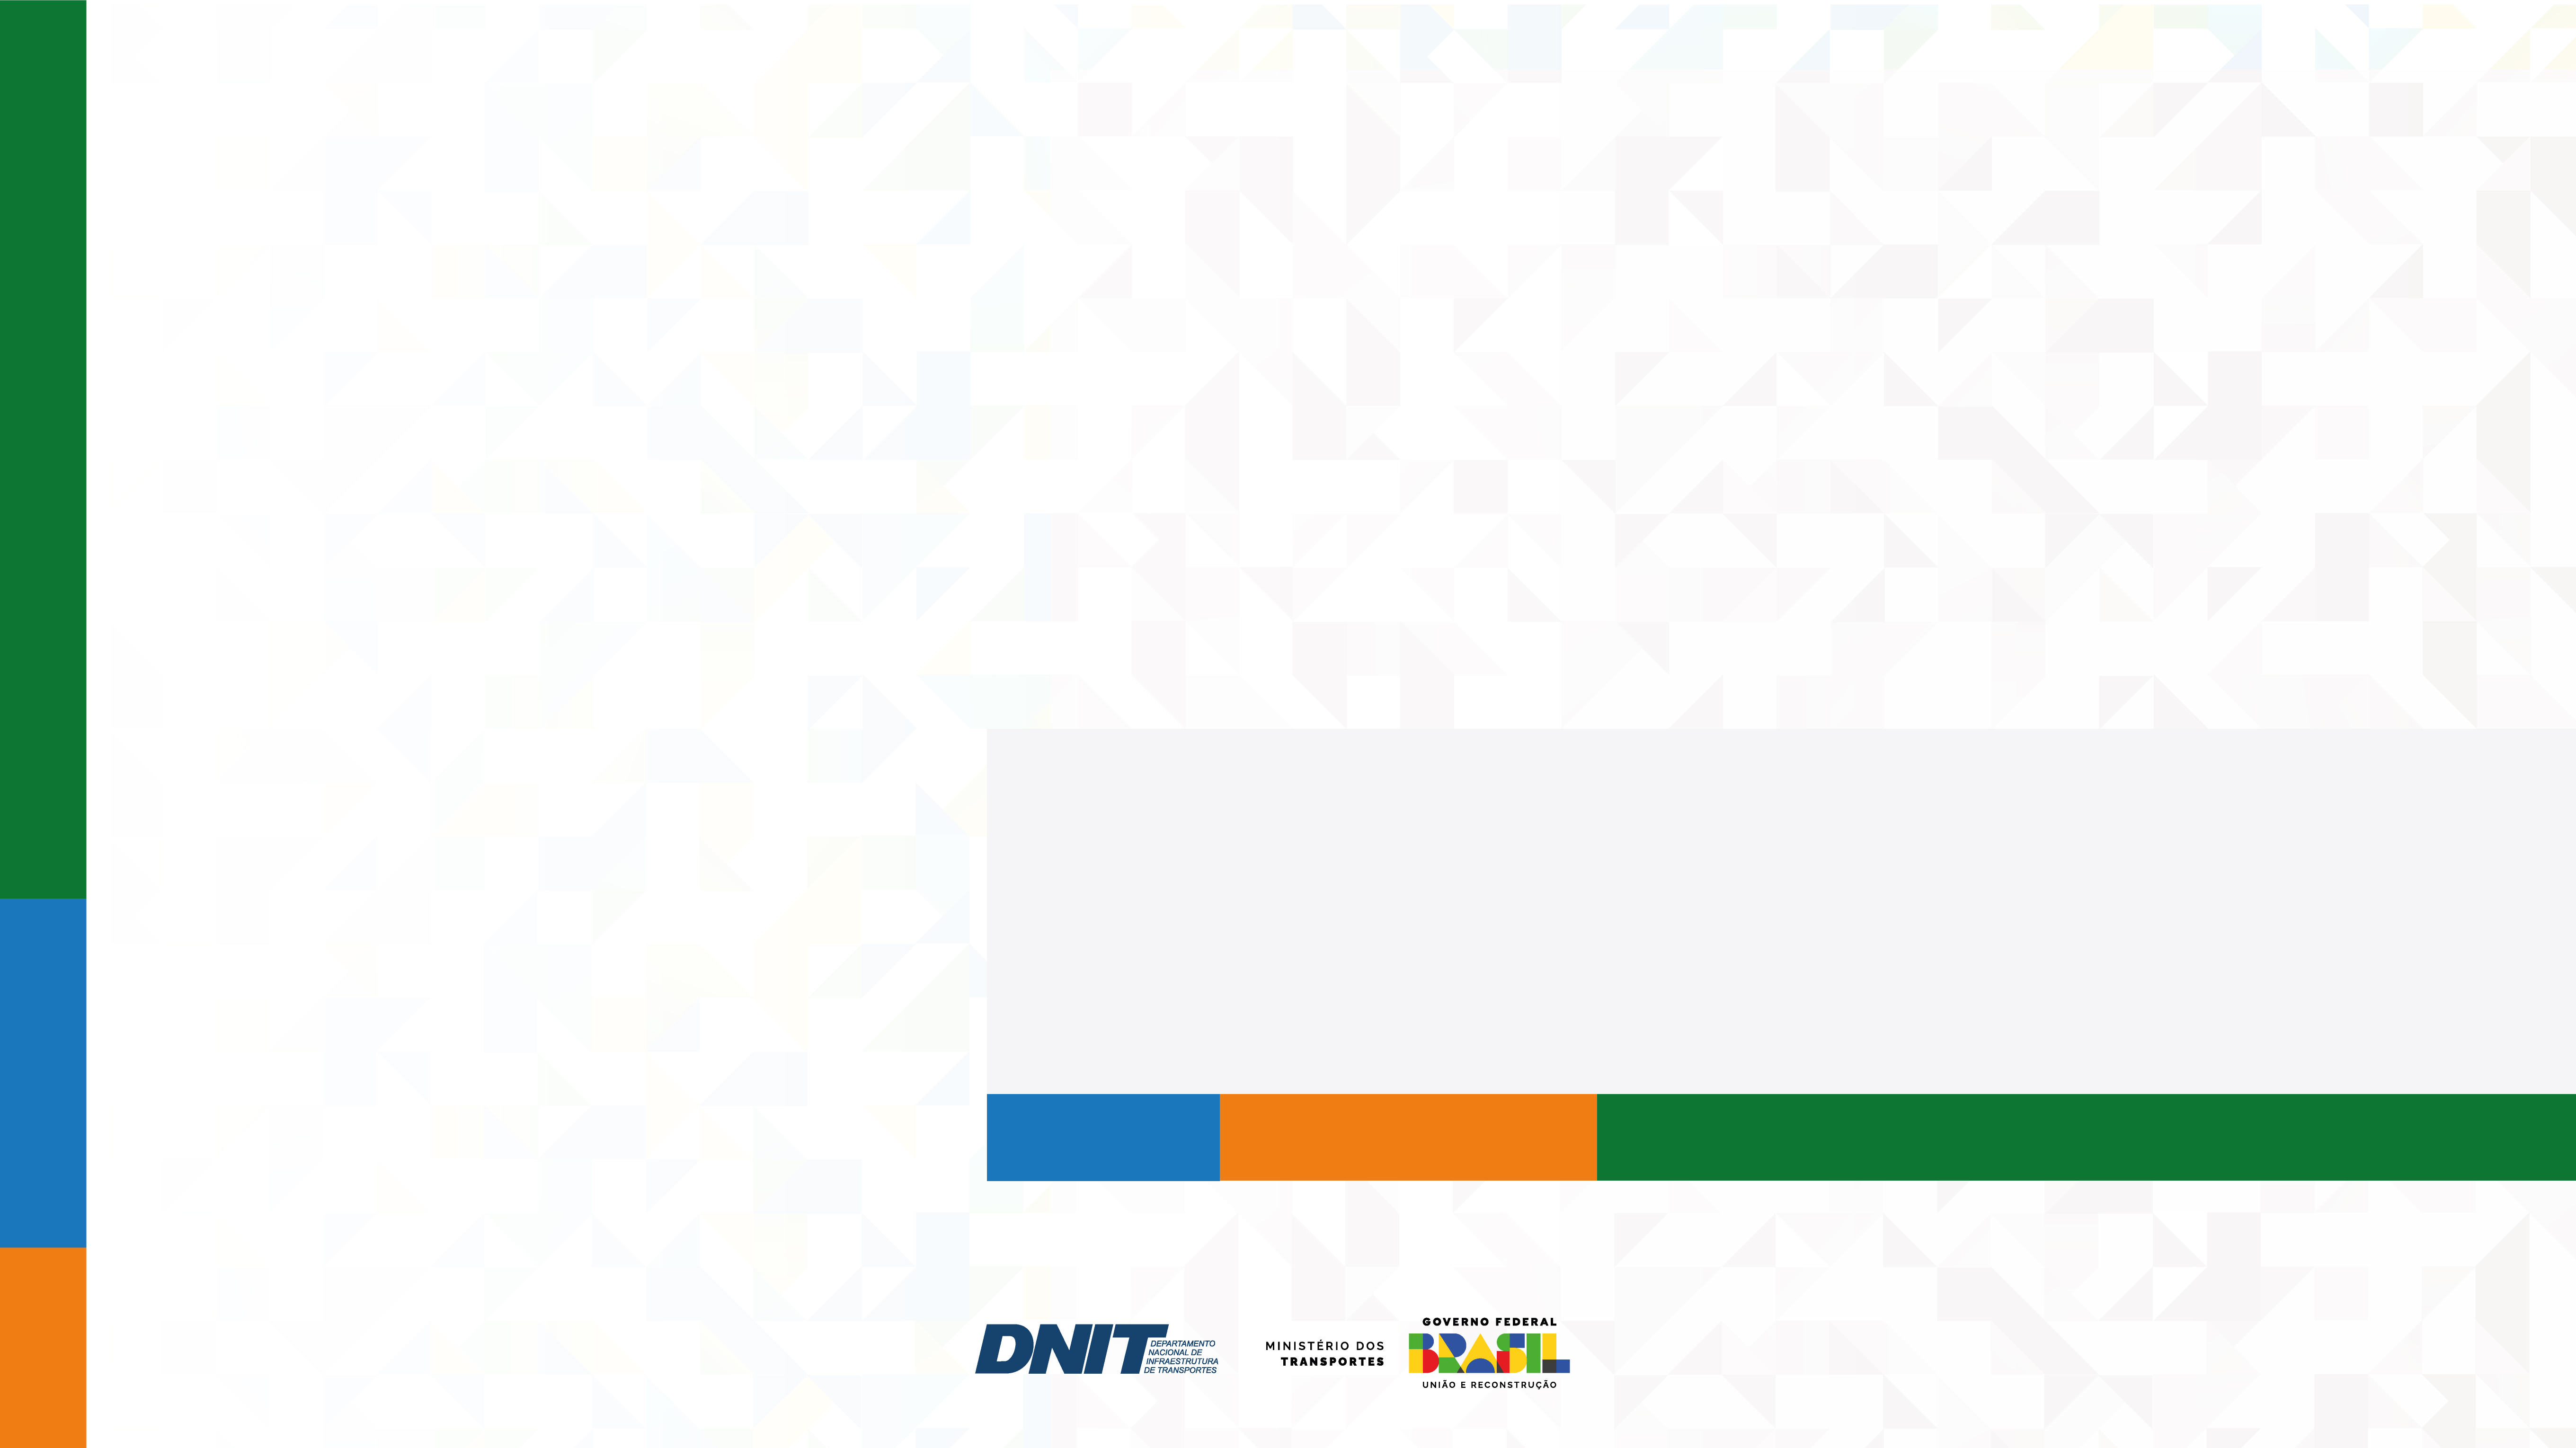 DNIT
DEPARTAMENTO
NACIONAL DE
INFRAESTRUTURA
DE TRANSPORTES
MINISTÉRIO DOS
TRANSPORTES
GOVERNO FEDERAL
BRASIL
UNIÃO E RECONSTRUÇÃO